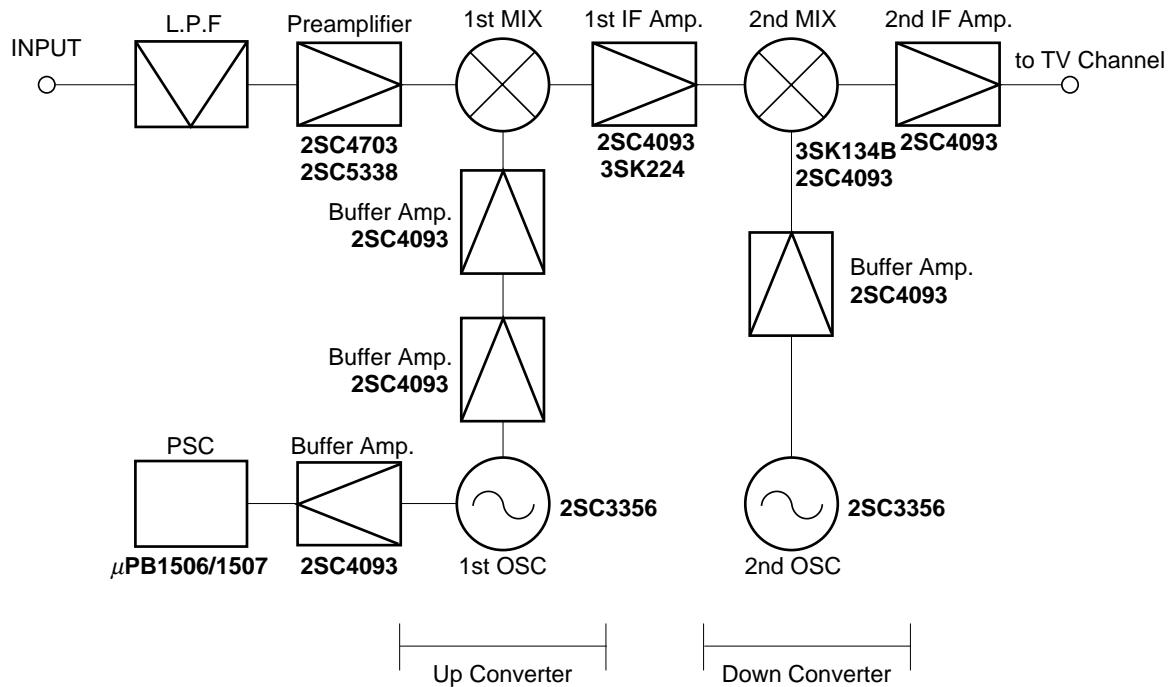 INPUT
L.P.F
Preamplifier
2SC4703
2SC5338
1st MIX
1st IF Amp.
2SC4093
3SK224
2nd MIX
3SK134B
2SC4093
2nd IF Amp.
2SC4093
to TV Channel
Buffer Amp.
2SC4093
Buffer Amp.
2SC4093
Buffer Amp.
2SC4093
PSC
μPB1506/1507
Buffer Amp.
2SC4093
2SC3356
1st OSC
2SC3356
2nd OSC
Up Converter
Down Converter